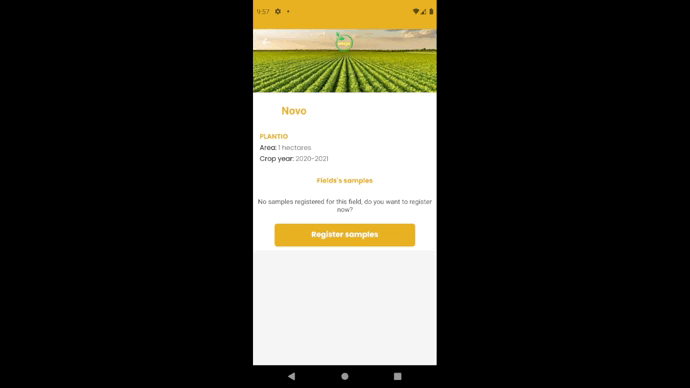 9:57
Novo
PLANTIO
Area: 1 hectares
Crop year: 2020-2021
Fields's samples
No samples registered for this field, do you want to register
now?
Register samples